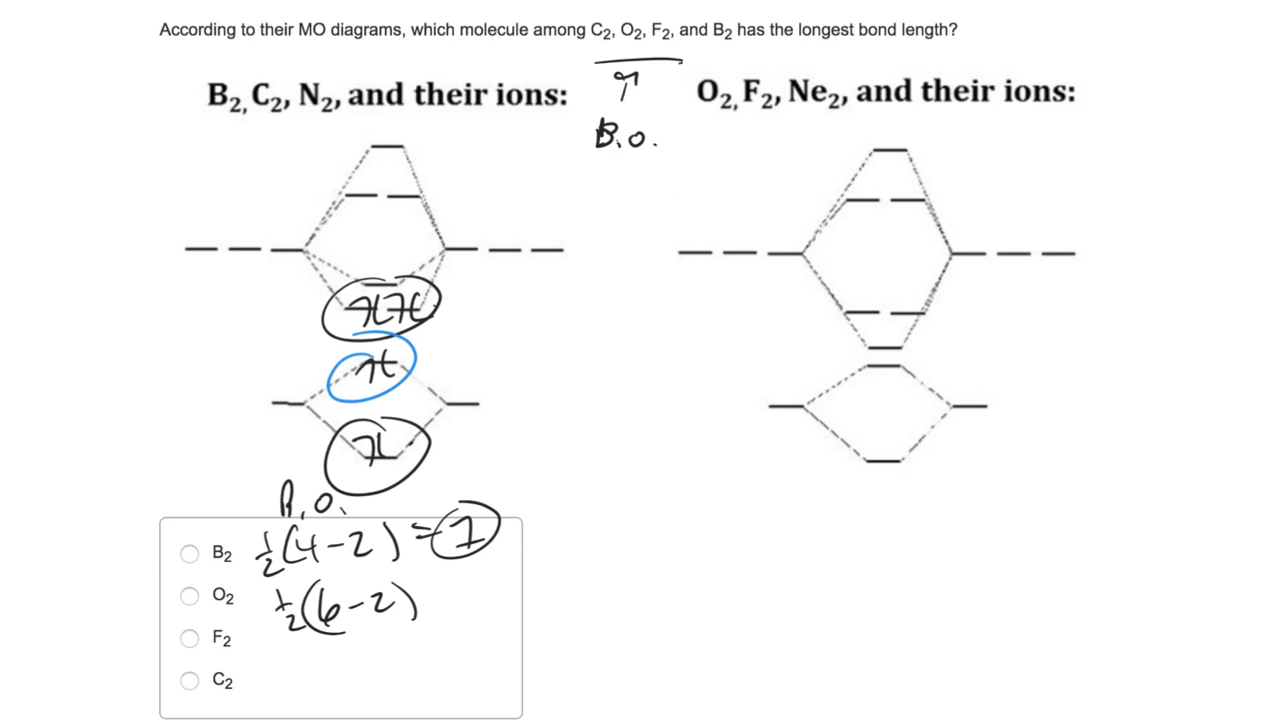 According to their MO diagrams, which molecule among C₂, O₂, F₂, and B₂ has the longest bond length?
B₂, C₂, N₂, and their ions:
O₂, F₂, Ne₂, and their ions:
B.O.
B.O.
B₂ ½(4-2) = 1
O₂ ½(6-2)
F₂
C₂